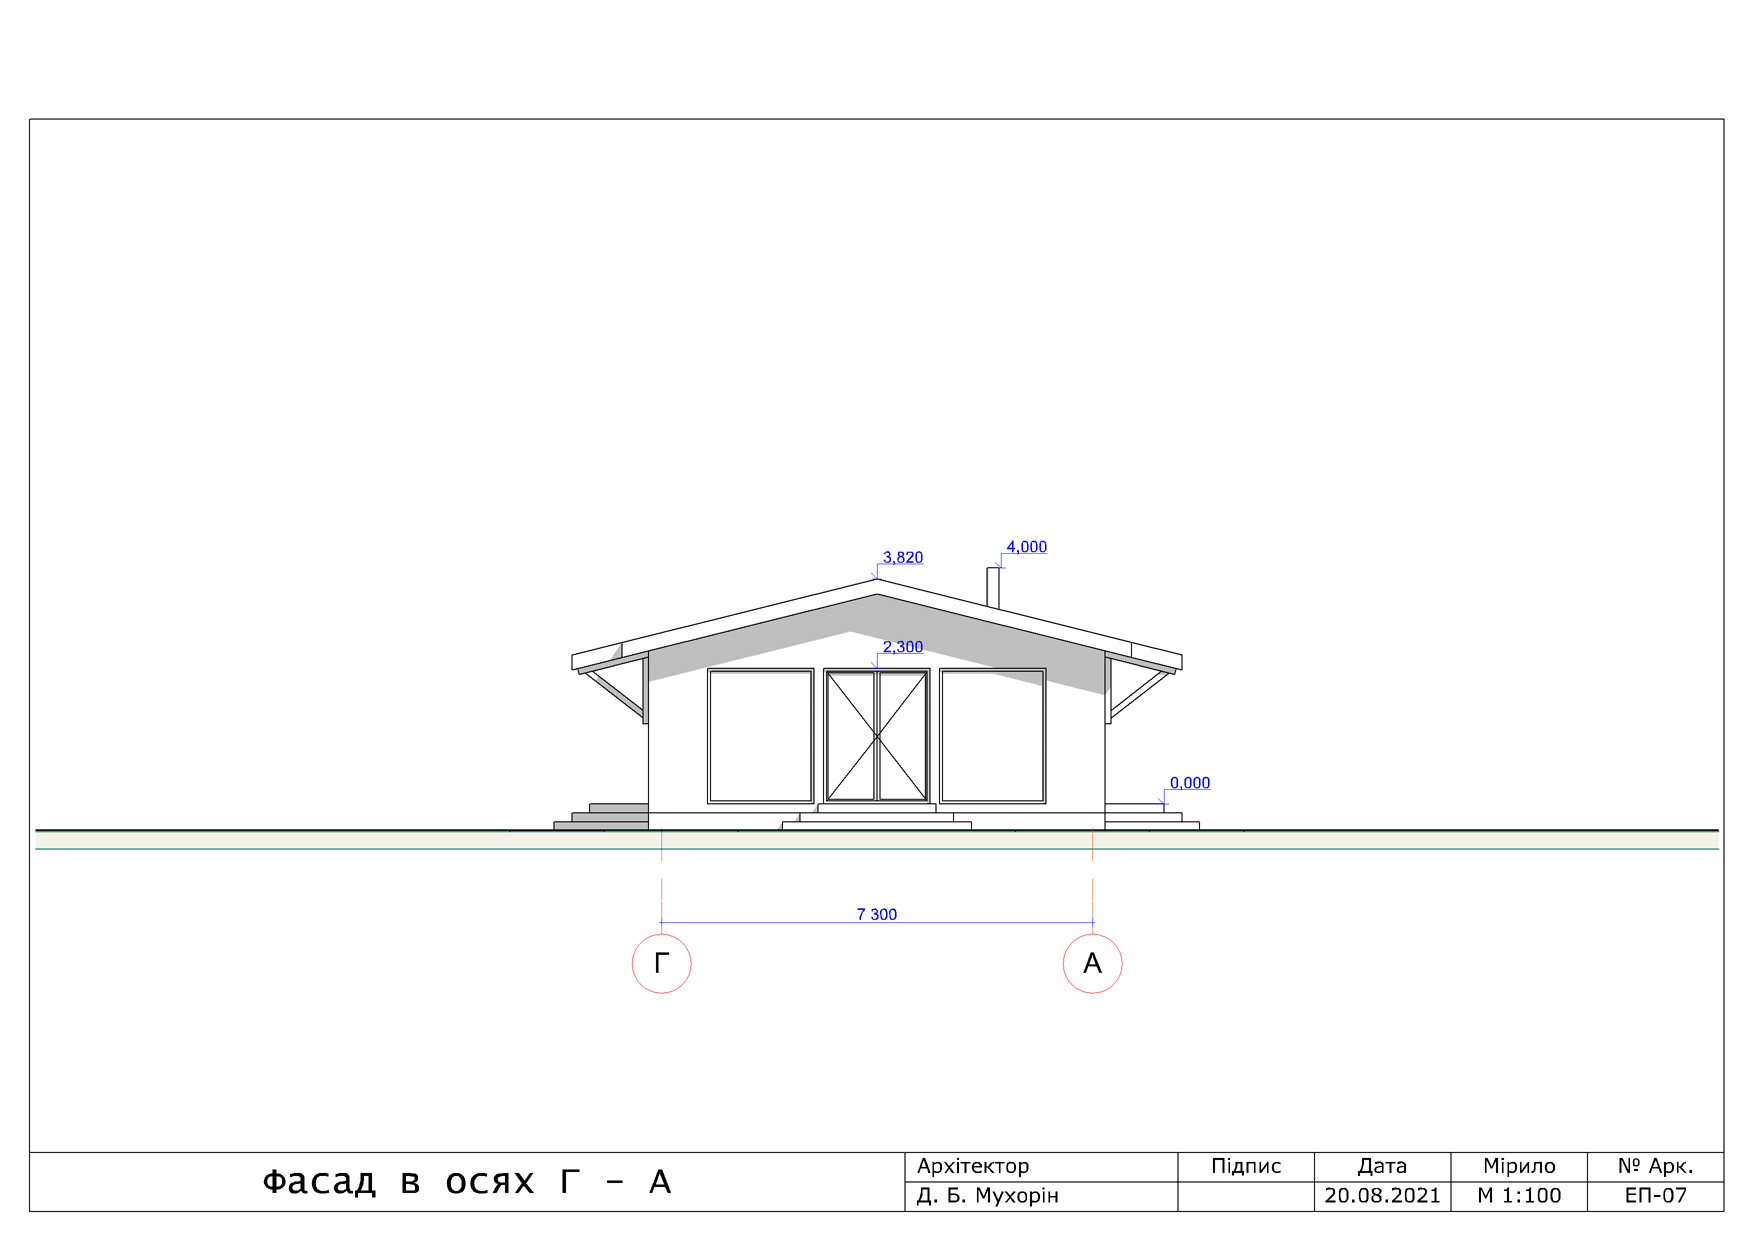 4,000
3,820
2,300
0,000
7 300
Г
А
Фасад в осях Г - А
Архітектор
Підпис
Дата
Мірило
№ Арк.
Д. Б. Мухорін
20.08.2021
М 1:100
ЕП-07